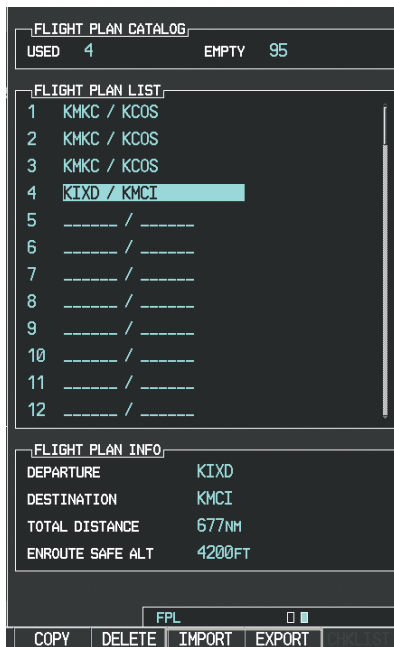 FLIGHT PLAN CATALOG
USED 4 EMPTY 95
FLIGHT PLAN LIST
1 KMKC / KCOS
2 KMKC / KCOS
3 KMKC / KCOS
4 KIXD / KMCI
5 ______ / ______
6 ______ / ______
7 ______ / ______
8 ______ / ______
9 ______ / ______
10 ______ / ______
11 ______ / ______
12 ______ / ______
FLIGHT PLAN INFO
DEPARTURE KIXD
DESTINATION KMCI
TOTAL DISTANCE 677NM
ENROUTE SAFE ALT 4200FT
FPL
COPY DELETE IMPORT EXPORT CHKLIST